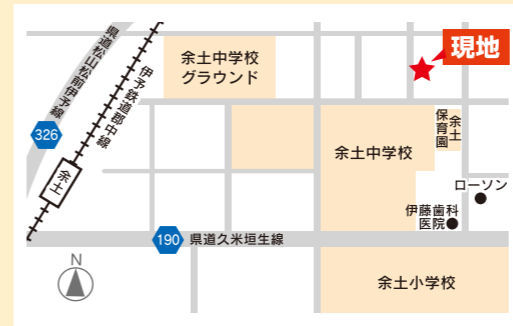 県道松山松前伊予線
伊予鉄道郡中線
326
余土
余土中学校
グラウンド
現地
余土
保育園
余土中学校
ローソン
伊藤歯科
医院
190
県道久米垣生線
N
余土小学校